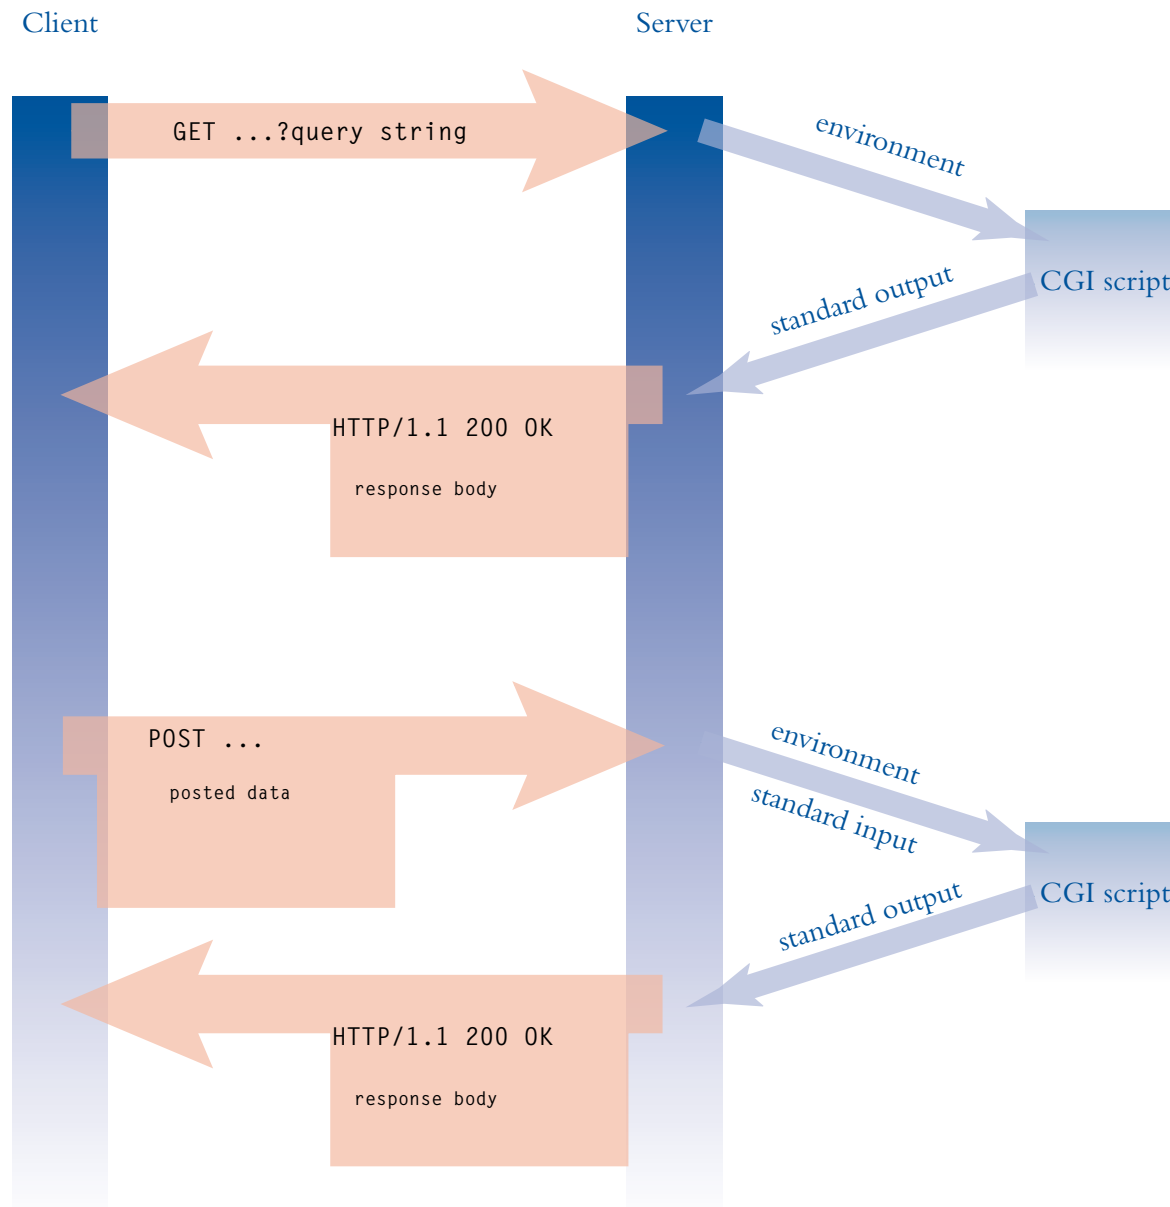 Client
Server
GET ...?query string
environment
CGI script
standard output
HTTP/1.1 200 OK
response body
POST ...
posted data
environment
standard input
CGI script
standard output
HTTP/1.1 200 OK
response body